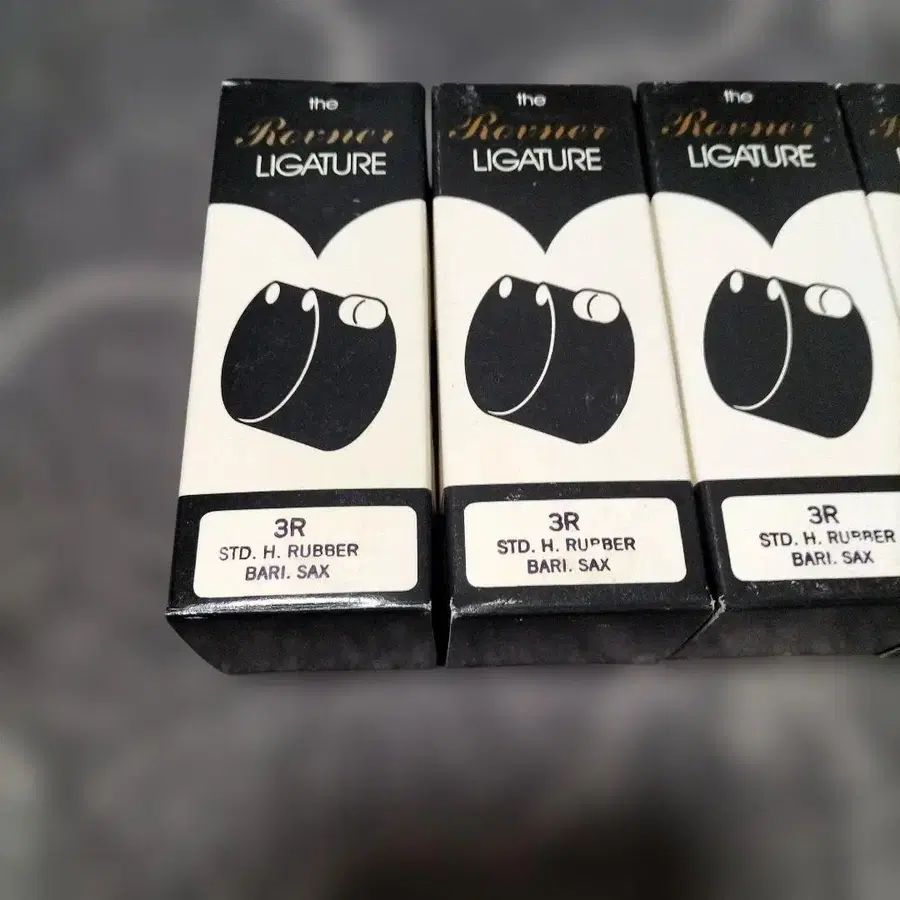 the
Rovner
LIGATURE
3R
STD. H. RUBBER
BARI. SAX
the
Rovner
LIGATURE
3R
STD. H. RUBBER
BARI. SAX
the
Rovner
LIGATURE
3R
STD. H. RUBBER
BARI. SAX